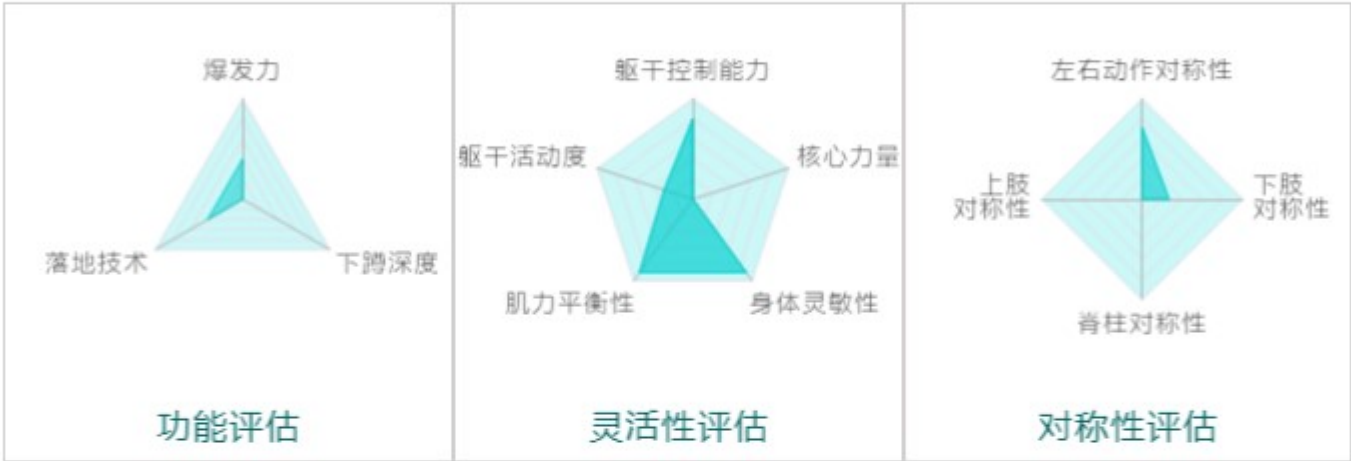 爆发力
落地技术
下蹲深度
功能评估
躯干控制能力
躯干活动度
核心力量
肌力平衡性
身体灵敏性
灵活性评估
左右动作对称性
上肢
对称性
下肢
对称性
脊柱对称性
对称性评估